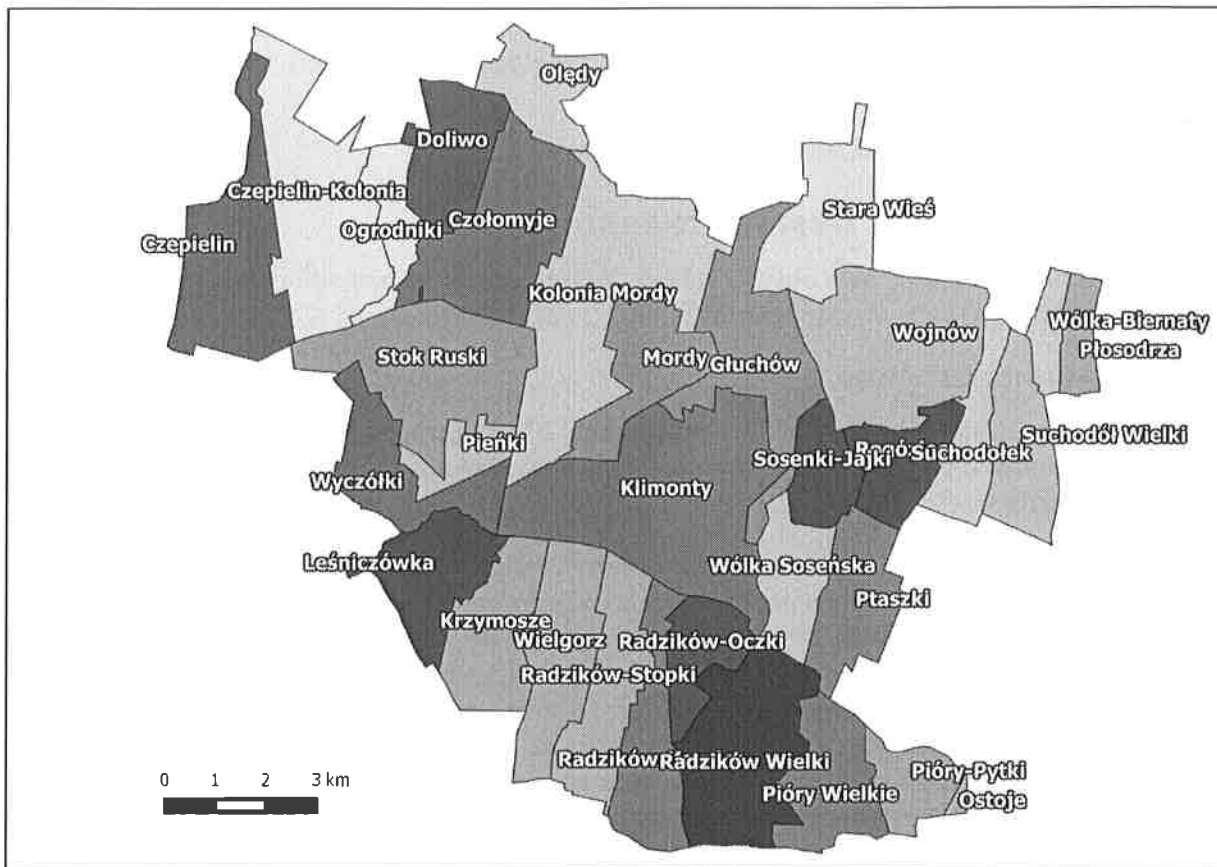 Olędy
Doliwo
Czepielin-Kolonia
Stara Wieś
Czołomyje
Ogrodniki
Czepielin
Kolonia Mordy
Wólka-Biernaty
Wojnów
Płosodrza
Stok Ruski
Mordy
Głuchów
Suchodół Wielki
Pieńki
Suchodołek
Sosenki-Jajki
Wyczółki
Klimonty
Leśniczówka
Wólka Soseńska
Ptaszki
Krzymosze
Wielgorz
Radzików-Oczki
Radzików-Stopki
Radzików
Radzików Wielki
Pióry-Pytki
Pióry Wielkie
Ostoje
0 1 2 3 km